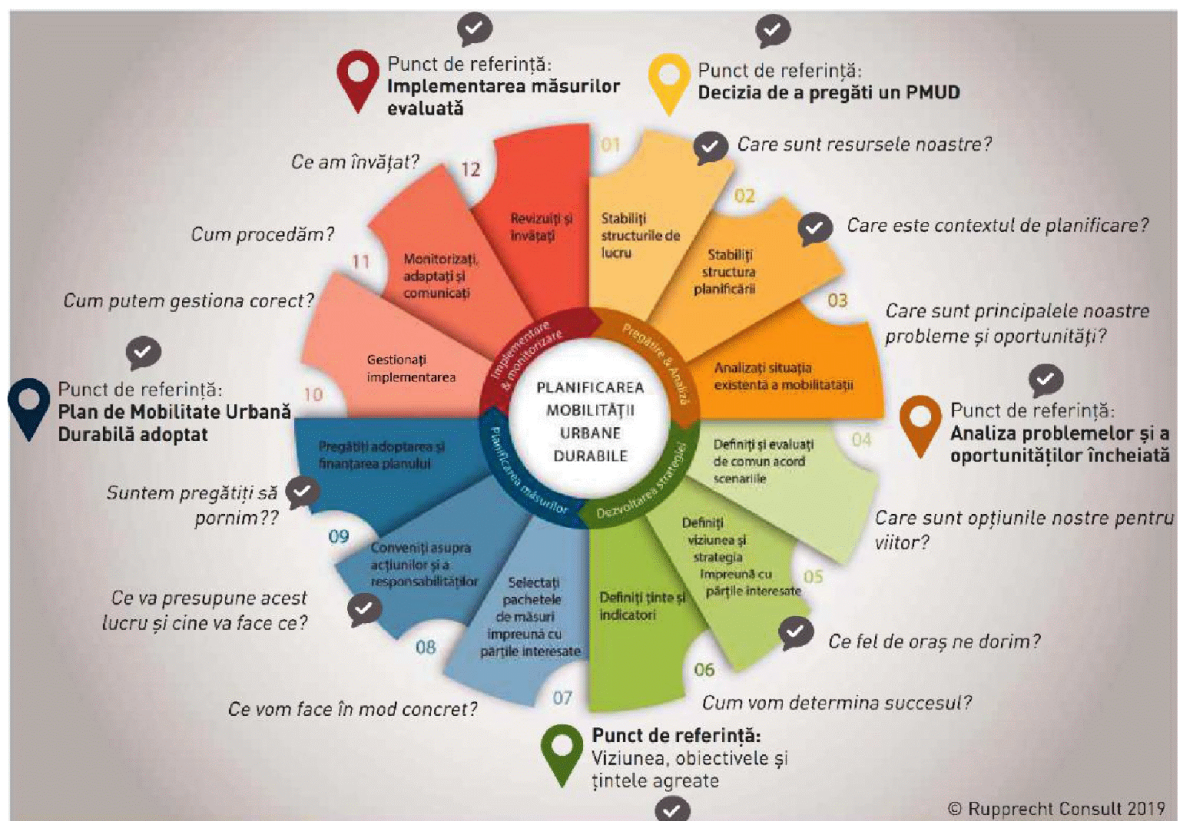 Punct de referință:
Implementarea măsurilor
evaluată
Punct de referință:
Decizia de a pregăti un PMUD
Ce am învățat?
Care sunt resursele noastre?
Cum procedăm?
Care este contextul de planificare?
Cum putem gestiona corect?
Care sunt principalele noastre
probleme și oportunități?
Punct de referință:
Plan de Mobilitate Urbană
Durabilă adoptat
Punct de referință:
Analiza problemelor și a
oportunităților încheiată
Suntem pregătiți să
pornim??
Care sunt opțiunile nostre pentru
viitor?
Ce va presupune acest
lucru și cine va face ce?
Ce fel de oraș ne dorim?
Ce vom face în mod concret?
Cum vom determina succesul?
Punct de referință:
Viziunea, obiectivele și
țintele agreate
01
Stabiliți
structurile de
lucru
02
Stabiliți
structura
planificării
03
Analizați situația
existentă a mobilitatății
04
Definiți și evaluați
de comun acord
scenariile
05
Definiți
viziunea și
strategia
împreună cu
părțile interesate
06
Definiți ținte și
indicatori
07
Selectați
pachetele
de măsuri
împreună cu
părțile interesate
08
Conveniți asupra
acțiunilor și a
responsabilităților
09
Pregătiți adoptarea și
finanțarea planului
10
Gestionați
implementarea
11
Monitorizați,
adaptați și
comunicați
12
Revizuiți și
învățați
Pregătire & Analiză
Dezvoltarea strategiei
Planificarea măsurilor
Implementare
& monitorizare
PLANIFICAREA
MOBILITĂȚII
URBANE
DURABILE
© Rupprecht Consult 2019